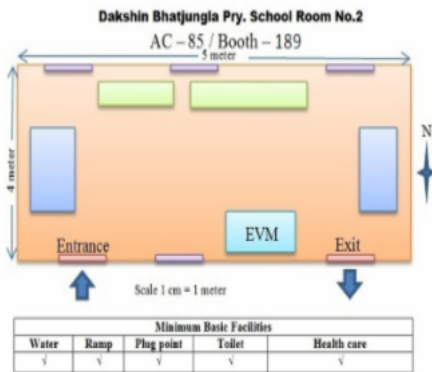 Dakshin Bhatjungla Pry. School Room No.2
AC – 85 / Booth – 189
5 meter
4 meter
N
EVM
Entrance
Exit
Scale 1 cm = 1 meter
Minimum Basic Facilities
Water Ramp Plug point Toilet Health care
√ √ √ √ √